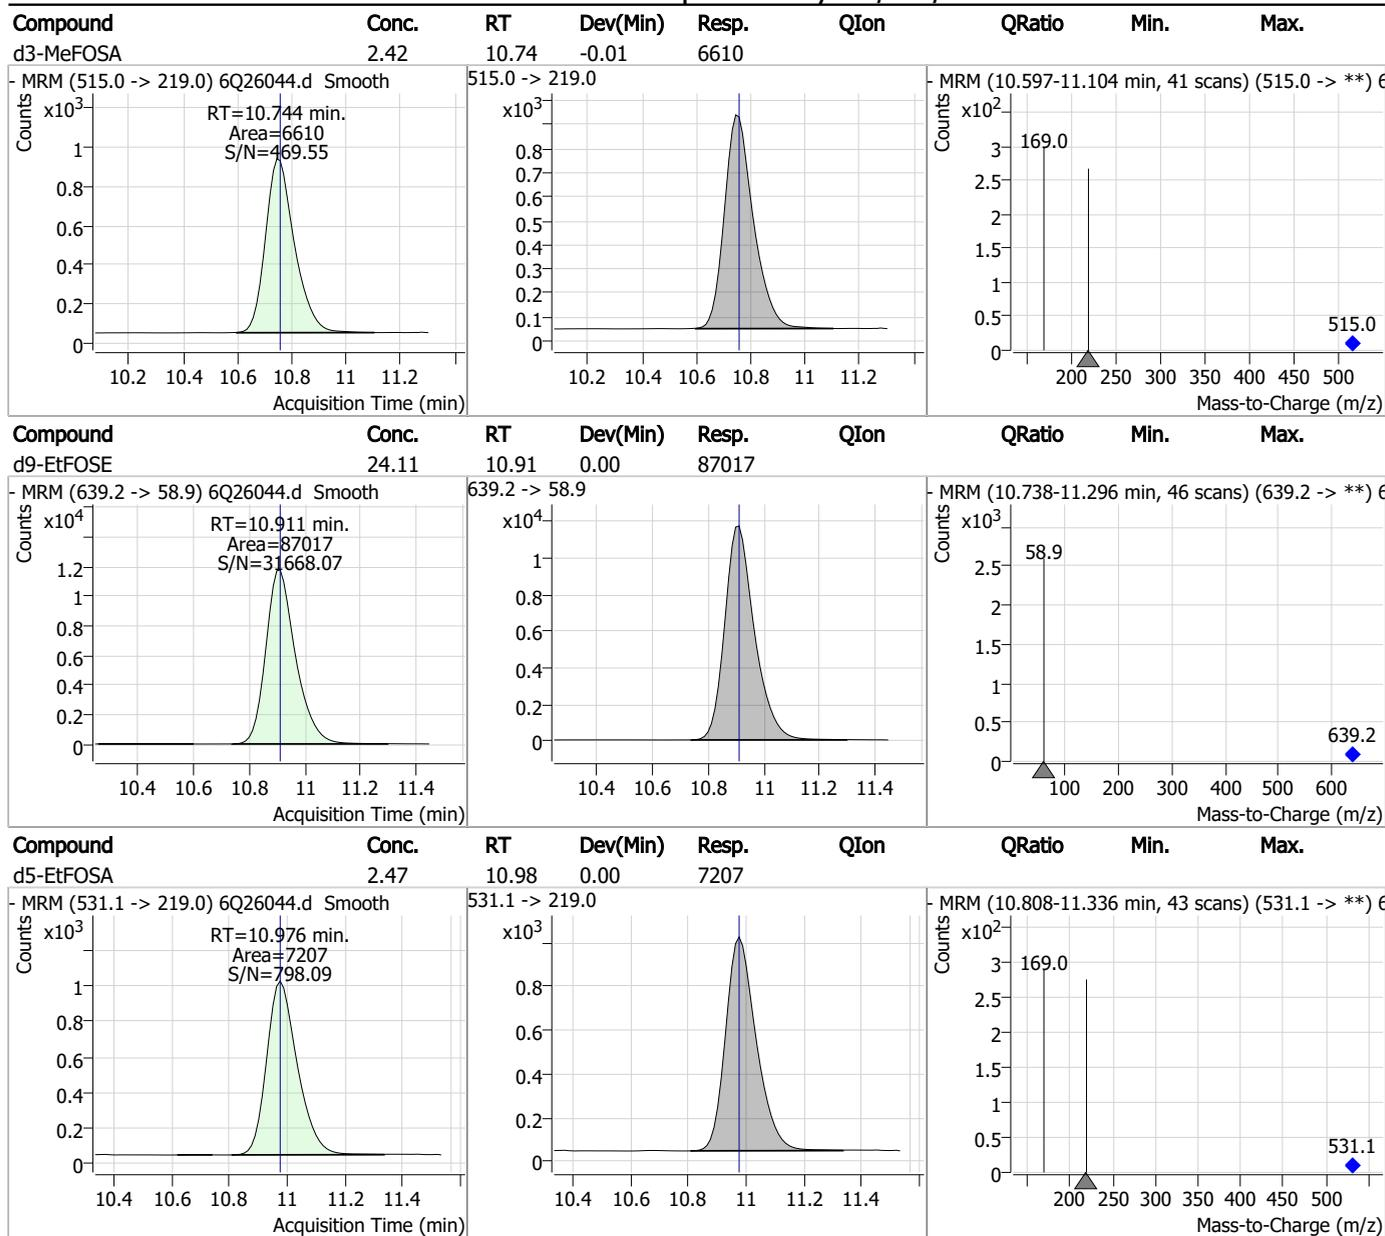 Compound Conc. RT Dev(Min) Resp. QIon QRatio Min. Max.
d3-MeFOSA 2.42 10.74 -0.01 6610
- MRM (515.0 -> 219.0) 6Q26044.d Smooth
Counts
x10³
RT=10.744 min.
Area=6610
S/N=469.55
1
0.8
0.6
0.4
0.2
0
10.2 10.4 10.6 10.8 11 11.2
Acquisition Time (min)
515.0 -> 219.0
x10³
0.8
0.7
0.6
0.5
0.4
0.3
0.2
0.1
0
10.2 10.4 10.6 10.8 11 11.2
- MRM (10.597-11.104 min, 41 scans) (515.0 -> **) 6
Counts
x10²
169.0
3
2.5
2
1.5
1
0.5
0
515.0
200 250 300 350 400 450 500
Mass-to-Charge (m/z)
Compound Conc. RT Dev(Min) Resp. QIon QRatio Min. Max.
d9-EtFOSE 24.11 10.91 0.00 87017
- MRM (639.2 -> 58.9) 6Q26044.d Smooth
Counts
x10⁴
RT=10.911 min.
Area=87017
S/N=31668.07
1.2
1
0.8
0.6
0.4
0.2
0
10.4 10.6 10.8 11 11.2 11.4
Acquisition Time (min)
639.2 -> 58.9
x10⁴
1
0.8
0.6
0.4
0.2
0
10.4 10.6 10.8 11 11.2 11.4
- MRM (10.738-11.296 min, 46 scans) (639.2 -> **) 6
Counts
x10³
58.9
2.5
2
1.5
1
0.5
0
639.2
100 200 300 400 500 600
Mass-to-Charge (m/z)
Compound Conc. RT Dev(Min) Resp. QIon QRatio Min. Max.
d5-EtFOSA 2.47 10.98 0.00 7207
- MRM (531.1 -> 219.0) 6Q26044.d Smooth
Counts
x10³
RT=10.976 min.
Area=7207
S/N=798.09
1
0.8
0.6
0.4
0.2
0
10.4 10.6 10.8 11 11.2 11.4
Acquisition Time (min)
531.1 -> 219.0
x10³
0.8
0.6
0.4
0.2
0
10.4 10.6 10.8 11 11.2 11.4
- MRM (10.808-11.336 min, 43 scans) (531.1 -> **) 6
Counts
x10²
169.0
3
2.5
2
1.5
1
0.5
0
531.1
200 250 300 350 400 450 500
Mass-to-Charge (m/z)